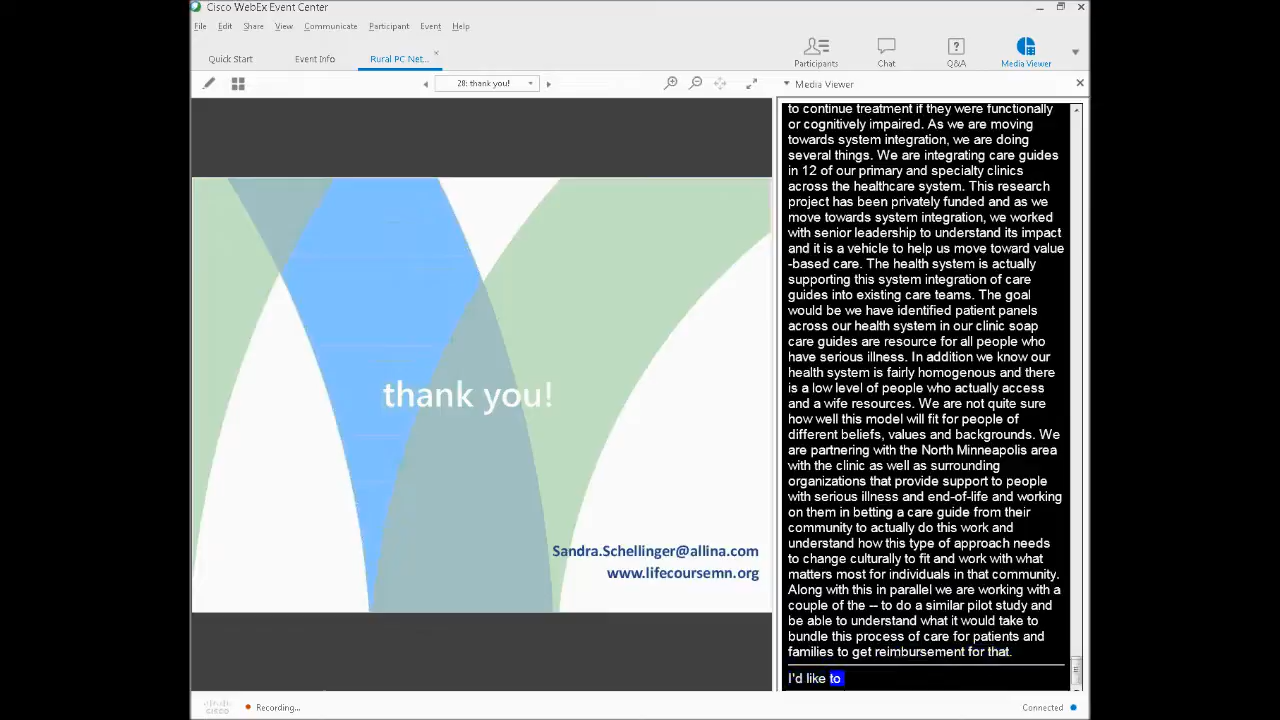 Cisco WebEx Event Center
File Edit Share View Communicate Participant Event Help
Quick Start Event Info Rural PC Net...
Participants Chat Q&A Media Viewer
28: thank you!
Media Viewer
thank you!
Sandra.Schellinger@allina.com
www.lifecoursemn.org
to continue treatment if they were functionally
or cognitively impaired. As we are moving
towards system integration, we are doing
several things. We are integrating care guides
in 12 of our primary and specialty clinics
across the healthcare system. This research
project has been privately funded and as we
move towards system integration, we worked
with senior leadership to understand its impact
and it is a vehicle to help us move toward value
-based care. The health system is actually
supporting this system integration of care
guides into existing care teams. The goal
would be we have identified patient panels
across our health system in our clinic soap
care guides are resource for all people who
have serious illness. In addition we know our
health system is fairly homogenous and there
is a low level of people who actually access
and a wife resources. We are not quite sure
how well this model will fit for people of
different beliefs, values and backgrounds. We
are partnering with the North Minneapolis area
with the clinic as well as surrounding
organizations that provide support to people
with serious illness and end-of-life and working
on them in betting a care guide from their
community to actually do this work and
understand how this type of approach needs
to change culturally to fit and work with what
matters most for individuals in that community.
Along with this in parallel we are working with a
couple of the -- to do a similar pilot study and
be able to understand what it would take to
bundle this process of care for patients and
families to get reimbursement for that.
I'd like to
cisco
Recording...
Connected